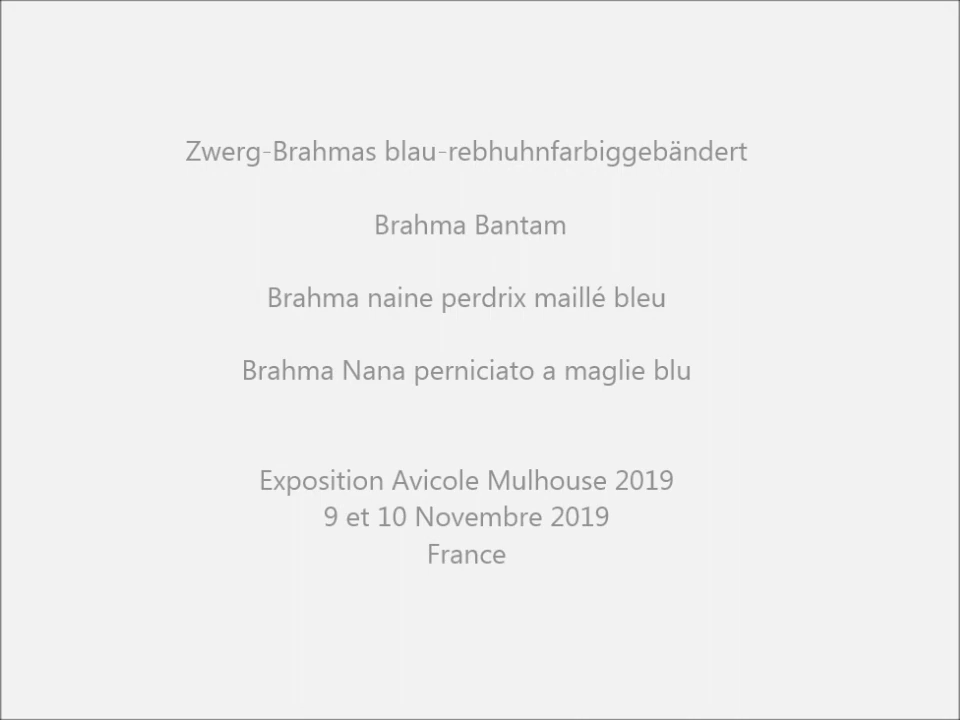 Zwerg-Brahmas blau-rebhuhnfarbiggebändert
Brahma Bantam
Brahma naine perdrix maillé bleu
Brahma Nana perniciato a maglie blu
Exposition Avicole Mulhouse 2019
9 et 10 Novembre 2019
France